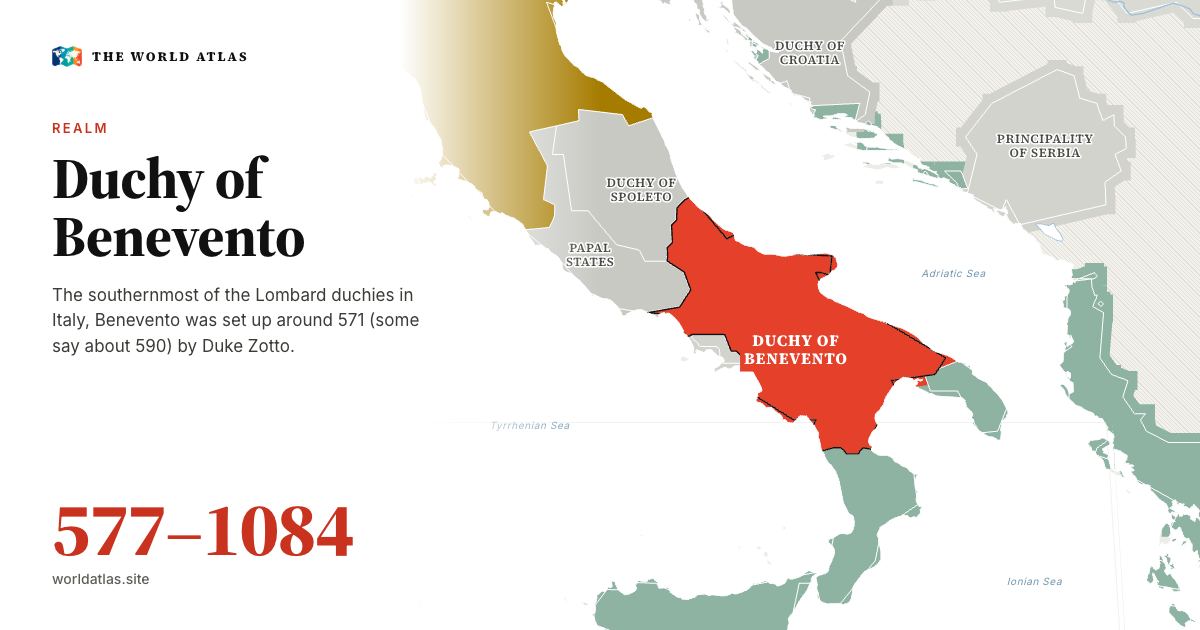 THE WORLD ATLAS
REALM
Duchy of
Benevento
The southernmost of the Lombard duchies in
Italy, Benevento was set up around 571 (some
say about 590) by Duke Zotto.
577–1084
worldatlas.site
DUCHY OF
CROATIA
PRINCIPALITY
OF SERBIA
DUCHY OF
SPOLETO
PAPAL
STATES
Adriatic Sea
DUCHY OF
BENEVENTO
Tyrrhenian Sea
Ionian Sea